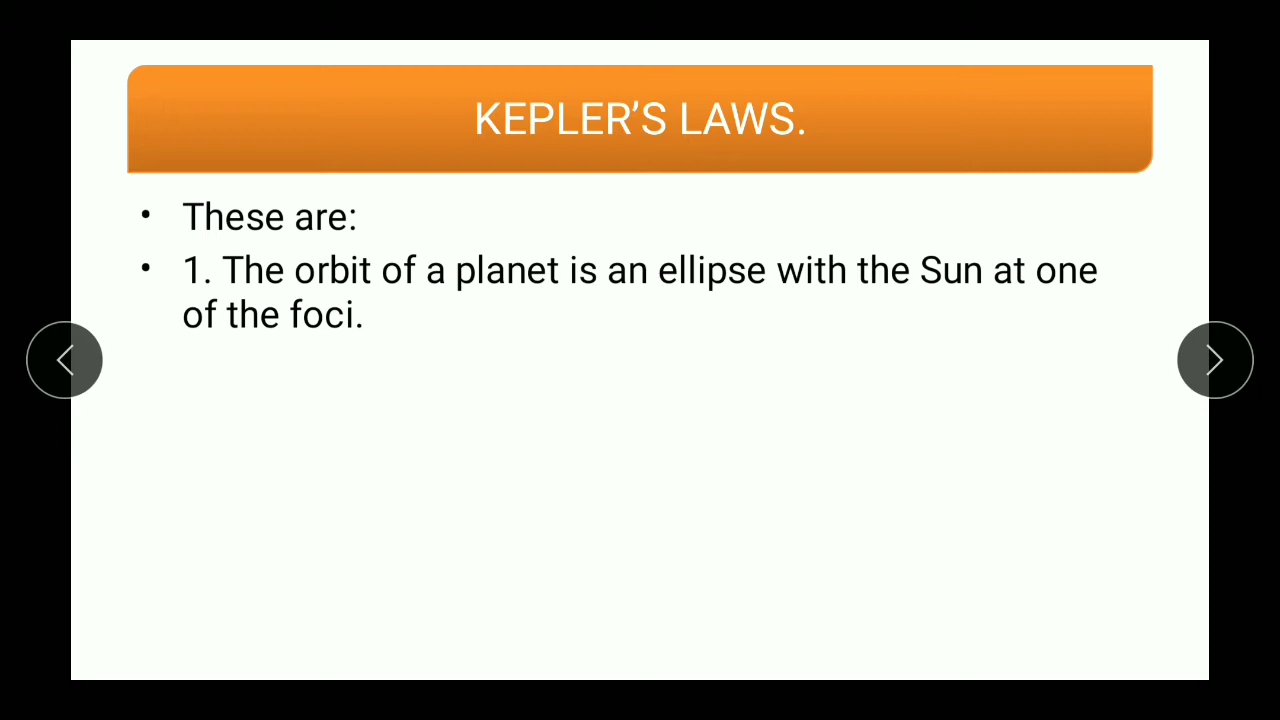 KEPLER’S LAWS.
• These are:
• 1. The orbit of a planet is an ellipse with the Sun at one
of the foci.